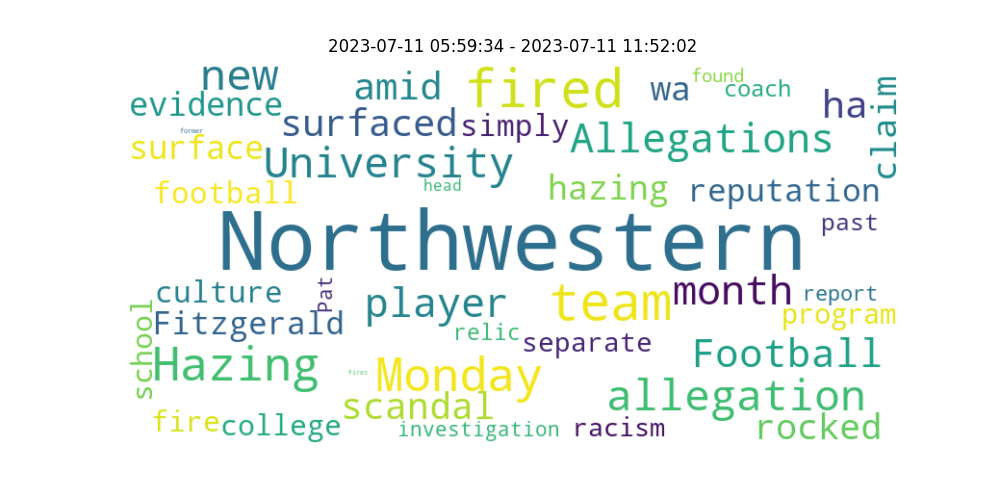 2023-07-11 05:59:34 - 2023-07-11 11:52:02
new
amid
fired
wa
found
coach
ha
claim
evidence
surfaced
simply
Allegations
former
surface
University
football
head
hazing
reputation
Northwestern
past
culture
Pat
player
team
month
report
program
school
Fitzgerald
relic
separate
Hazing
Fires
Monday
Football
scandal
allegation
fire
college
investigation
racism
rocked